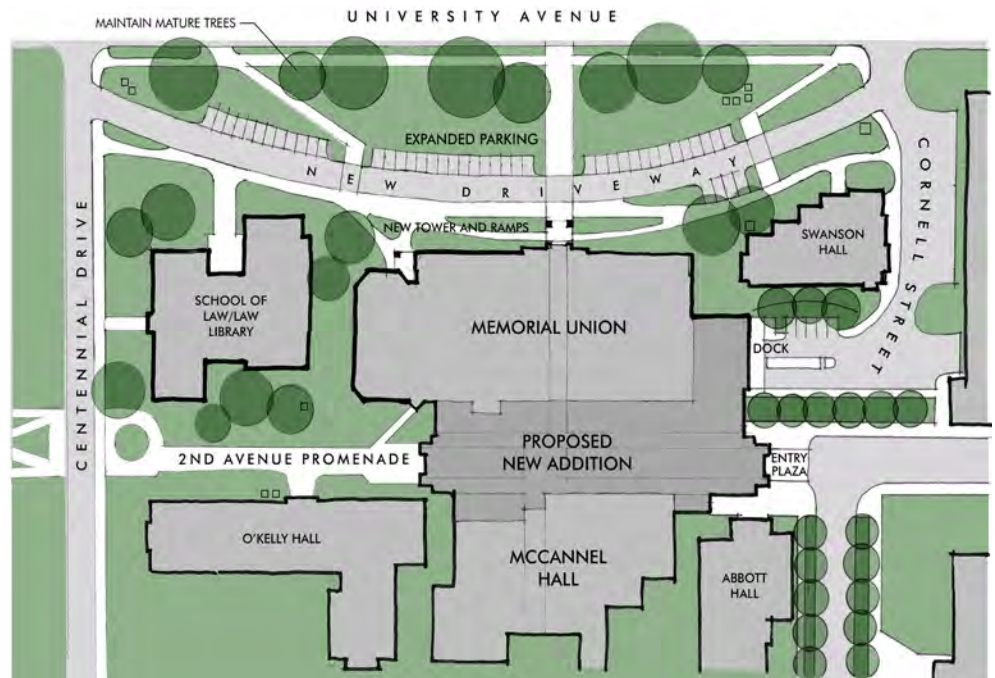 UNIVERSITY AVENUE
MAINTAIN MATURE TREES
EXPANDED PARKING
NEW DRIVEWAY
CORNELL STREET
CENTENNIAL DRIVE
NEW TOWER AND RAMPS
SWANSON
HALL
SCHOOL OF
LAW/LAW
LIBRARY
MEMORIAL UNION
DOCK
PROPOSED
NEW ADDITION
2ND AVENUE PROMENADE
ENTRY
PLAZA
O'KELLY HALL
MCCANNEL
HALL
ABBOTT
HALL